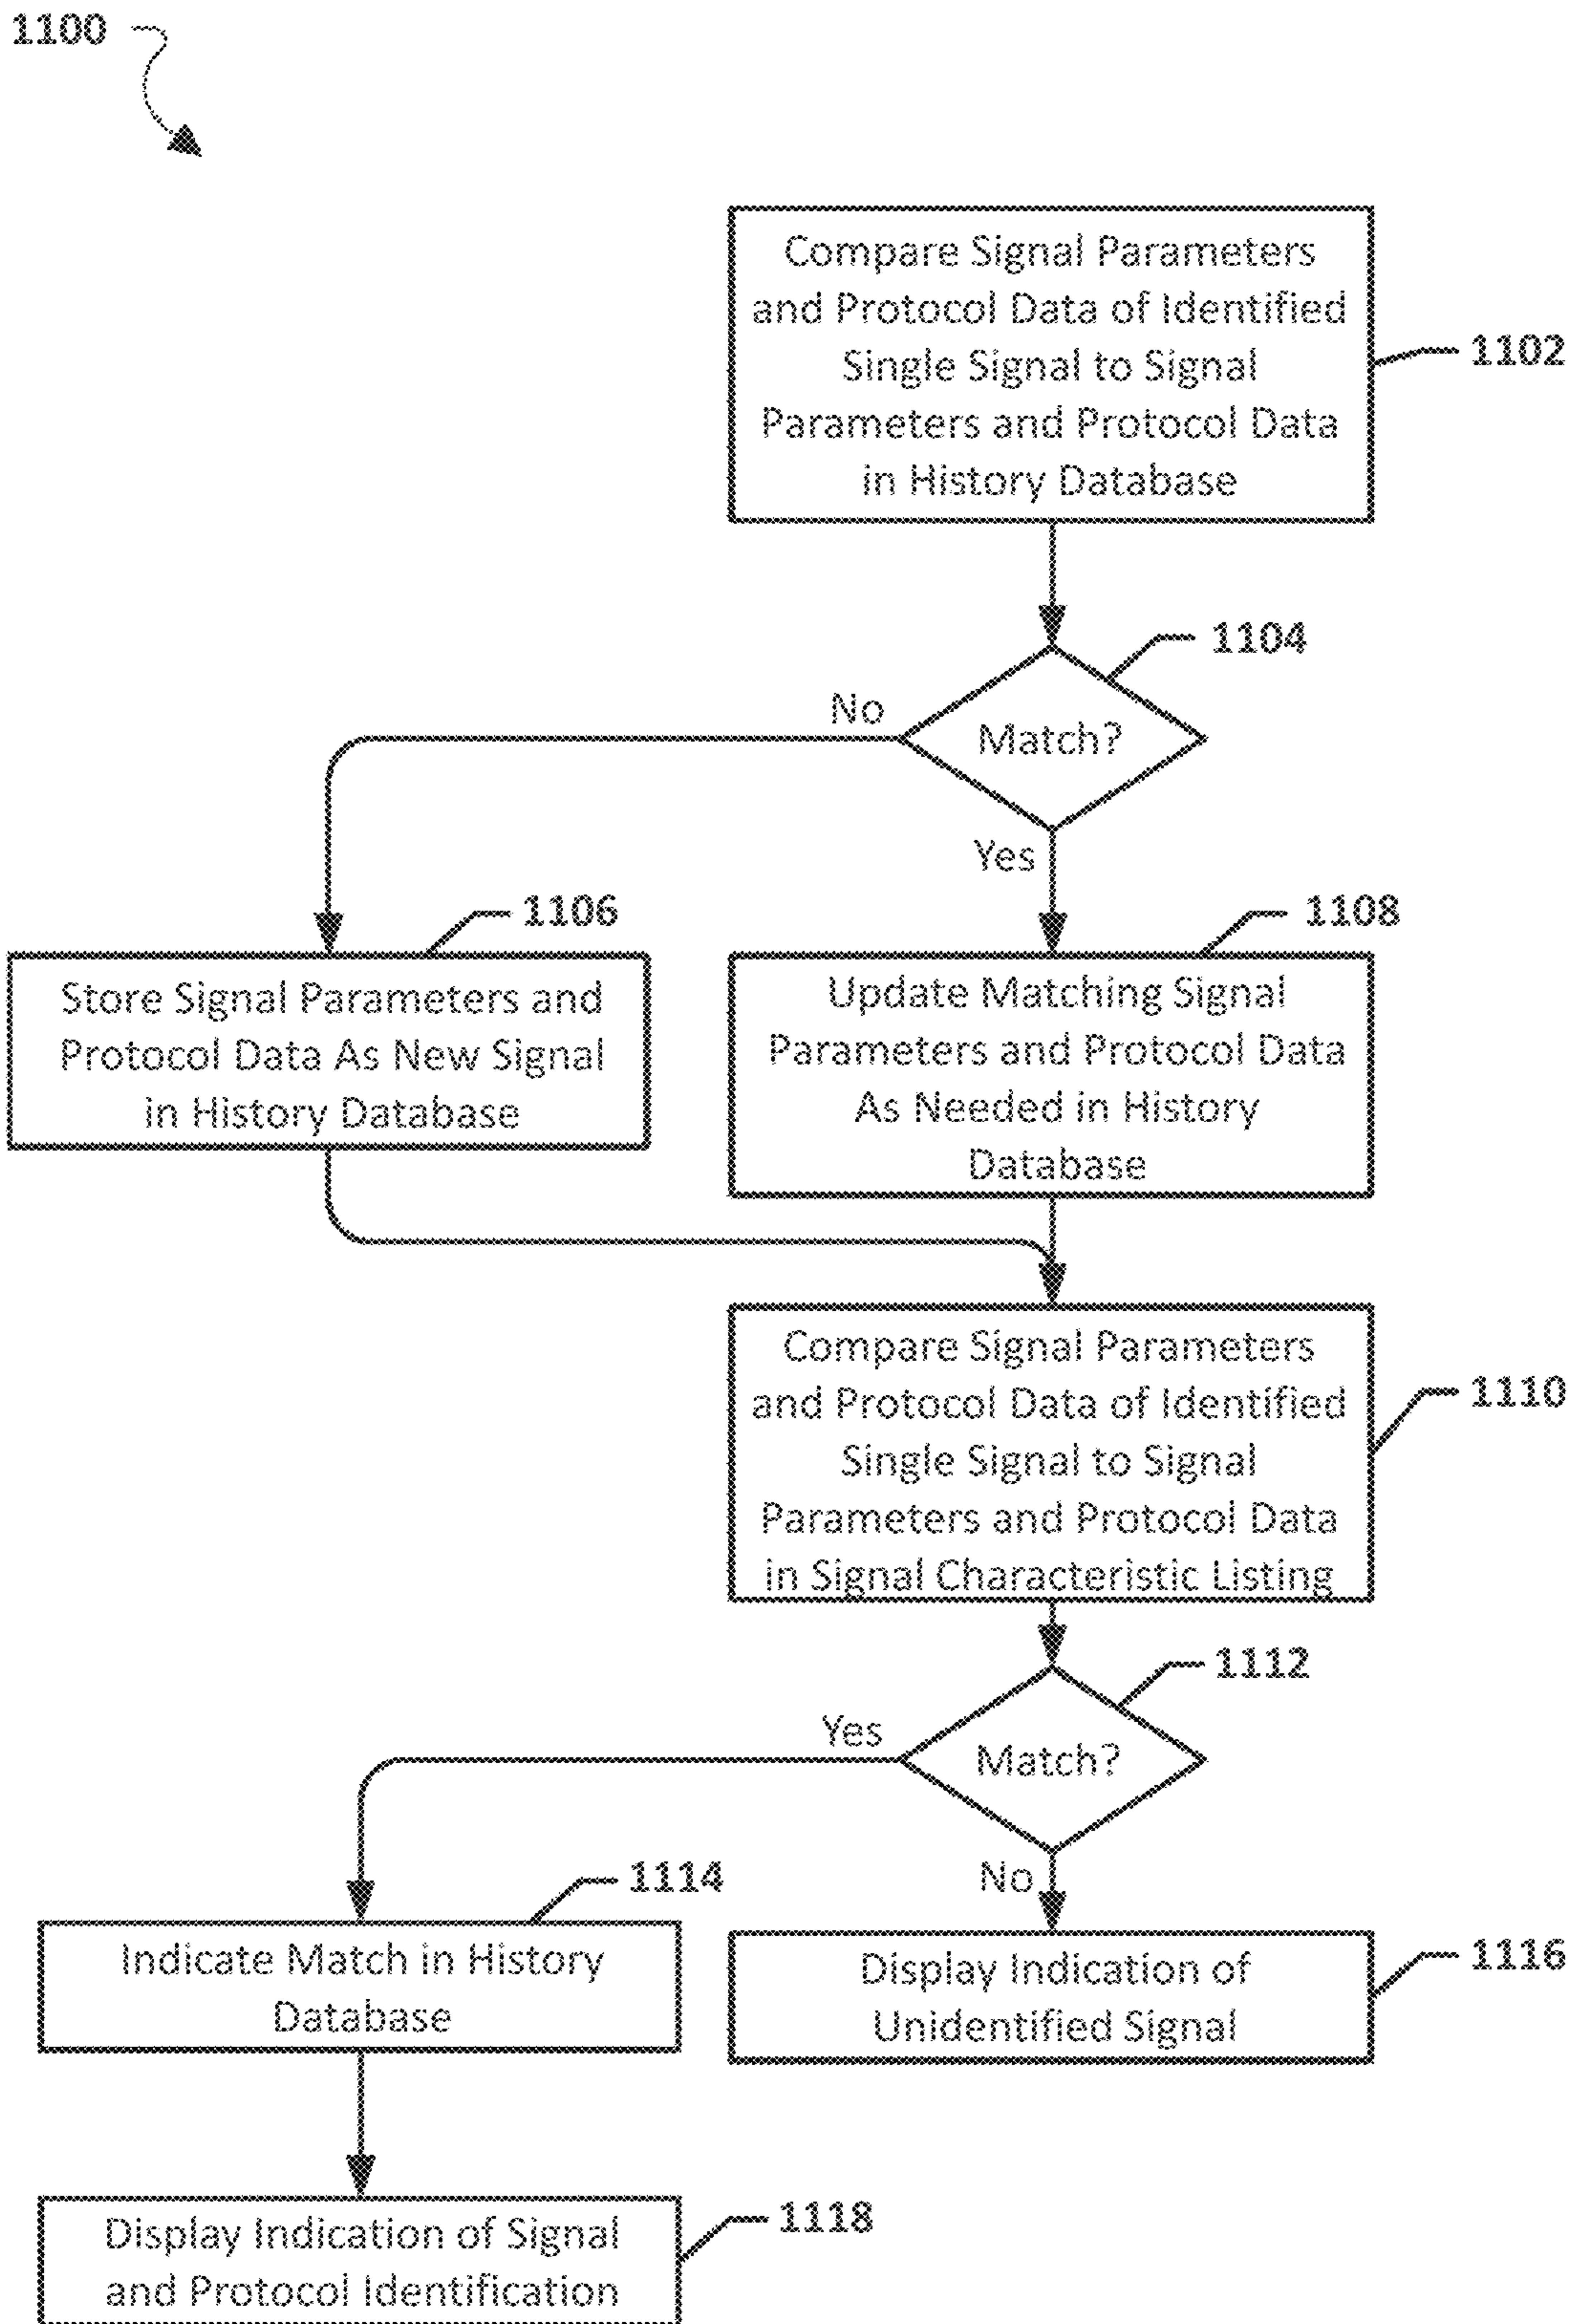 1100
Compare Signal Parameters
and Protocol Data of Identified
Single Signal to Signal
Parameters and Protocol Data
in History Database
1102
1104
No
Match?
Yes
1106
1108
Store Signal Parameters and
Protocol Data As New Signal
in History Database
Update Matching Signal
Parameters and Protocol Data
As Needed in History
Database
Compare Signal Parameters
and Protocol Data of Identified
Single Signal to Signal
Parameters and Protocol Data
in Signal Characteristic Listing
1110
1112
Yes
Match?
No
1114
Indicate Match in History
Database
Display Indication of
Unidentified Signal
1116
Display Indication of Signal
and Protocol Identification
1118